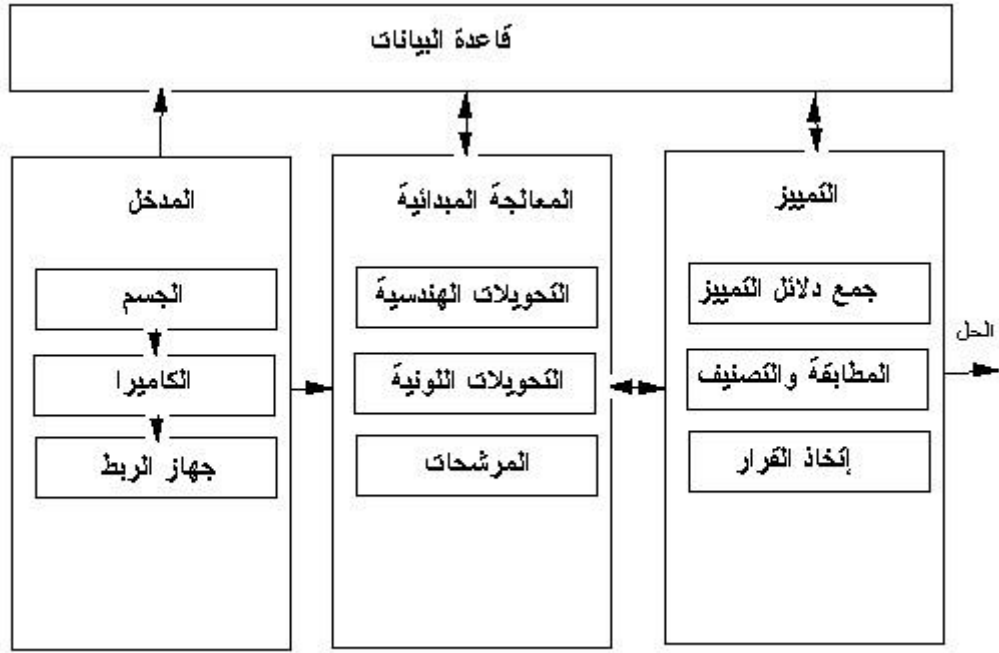 قاعدة البيانات
المدخل
الجسم
الكاميرا
جهاز الربط
المعالجة المبدائية
التحويلات الهندسية
التحويلات اللونية
المرشحات
التمييز
جمع دلائل التمييز
المطابقة والتصنيف
إتخاذ القرار
الحل